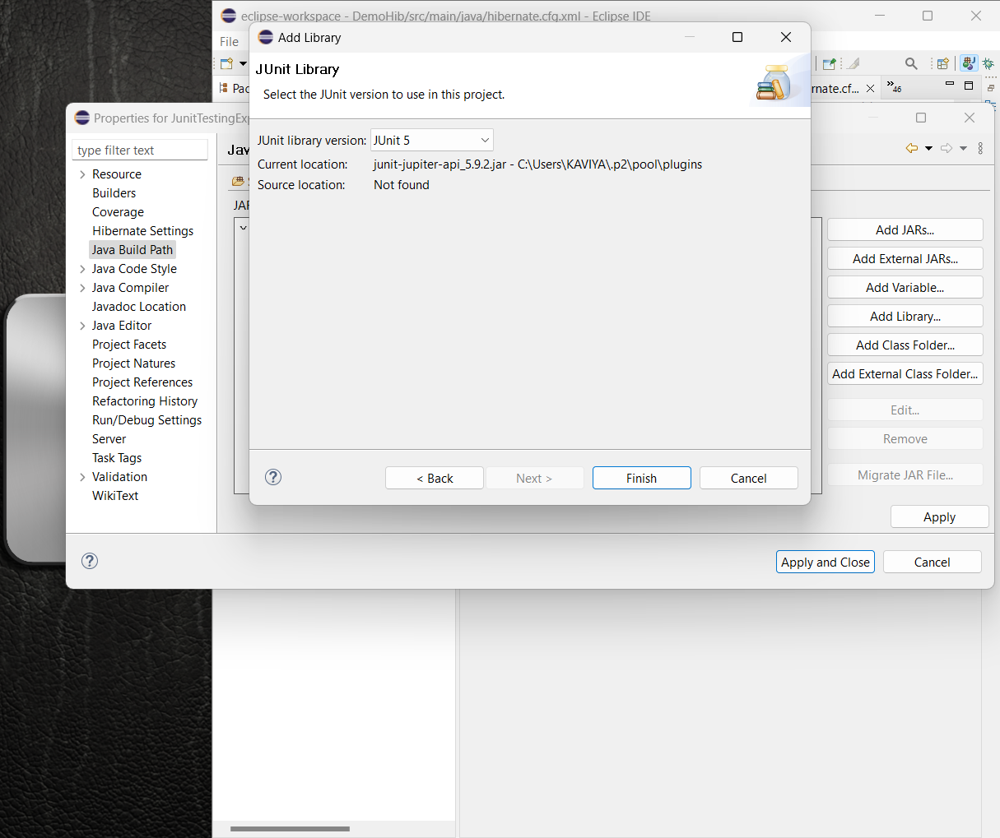 eclipse-workspace - DemoHib/src/main/java/hibernate.cfg.xml - Eclipse IDE
File
Add Library
JUnit Library
Select the JUnit version to use in this project.
Pac
rnate.cf...
»46
Properties for JunitTestingExp
type filter text
Resource
Builders
Coverage
Hibernate Settings
Java Build Path
Java Code Style
Java Compiler
Javadoc Location
Java Editor
Project Facets
Project Natures
Project References
Refactoring History
Run/Debug Settings
Server
Task Tags
Validation
WikiText
Jav
JAR
JUnit library version: JUnit 5
Current location: junit-jupiter-api_5.9.2.jar - C:\Users\KAVIYA\.p2\pool\plugins
Source location: Not found
< Back
Next >
Finish
Cancel
Add JARs...
Add External JARs...
Add Variable...
Add Library...
Add Class Folder...
Add External Class Folder...
Edit...
Remove
Migrate JAR File...
Apply
Apply and Close
Cancel